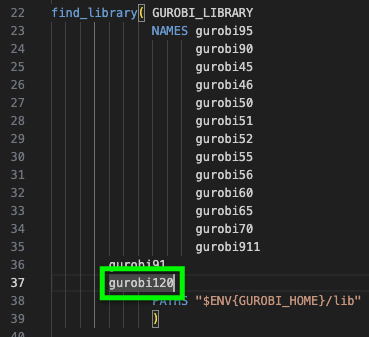 22 find_library( GUROBI_LIBRARY
23 NAMES gurobi95
24 gurobi90
25 gurobi45
26 gurobi46
27 gurobi50
28 gurobi51
29 gurobi52
30 gurobi55
31 gurobi56
32 gurobi60
33 gurobi65
34 gurobi70
35 gurobi911
36 gurobi91
37 gurobi120
38 PATHS "$ENV{GUROBI_HOME}/lib"
39 )
40